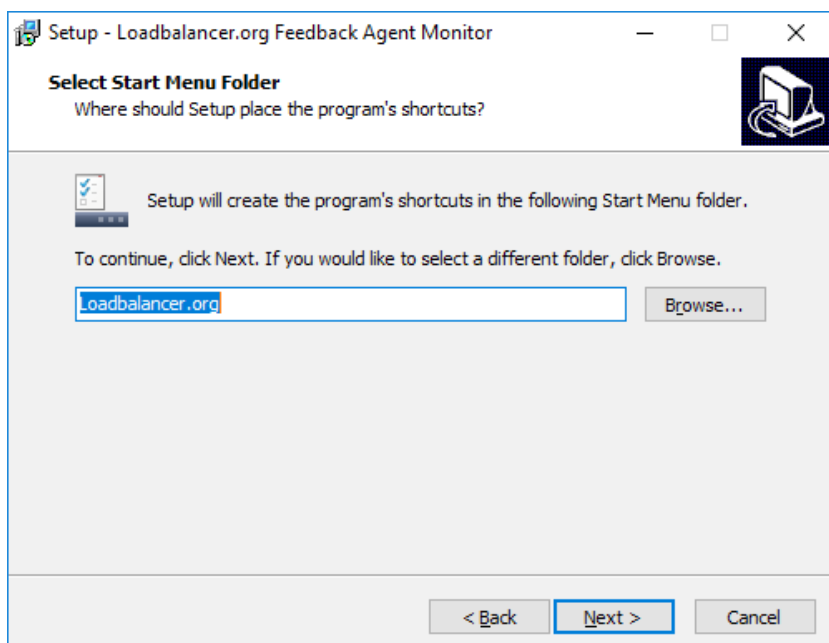 Setup - Loadbalancer.org Feedback Agent Monitor
Select Start Menu Folder
Where should Setup place the program's shortcuts?
Setup will create the program's shortcuts in the following Start Menu folder.
To continue, click Next. If you would like to select a different folder, click Browse.
Loadbalancer.org
Browse...
< Back
Next >
Cancel